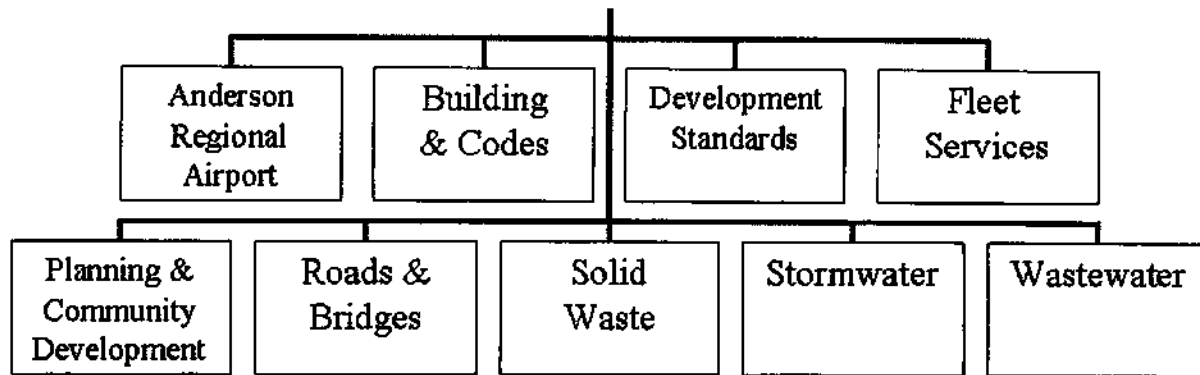 Anderson
Regional
Airport
Building
& Codes
Development
Standards
Fleet
Services
Planning &
Community
Development
Roads &
Bridges
Solid
Waste
Stormwater
Wastewater